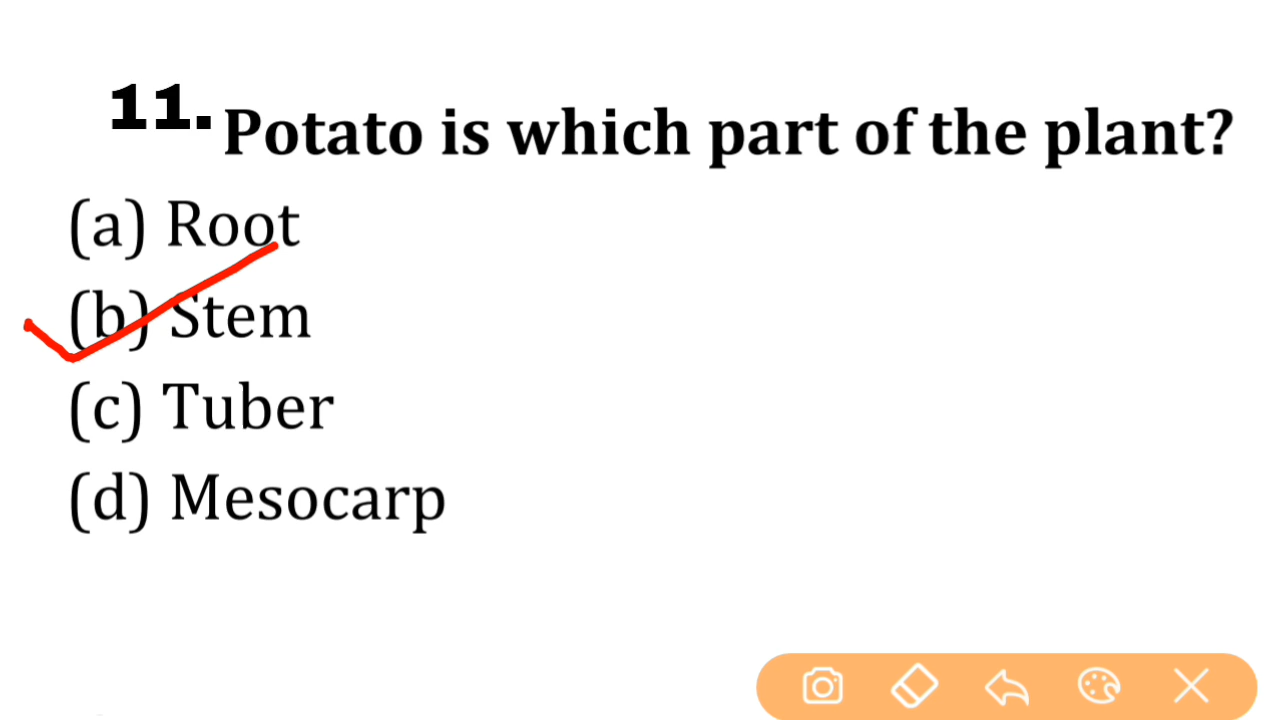 11. Potato is which part of the plant?
(a) Root
(b) Stem
(c) Tuber
(d) Mesocarp